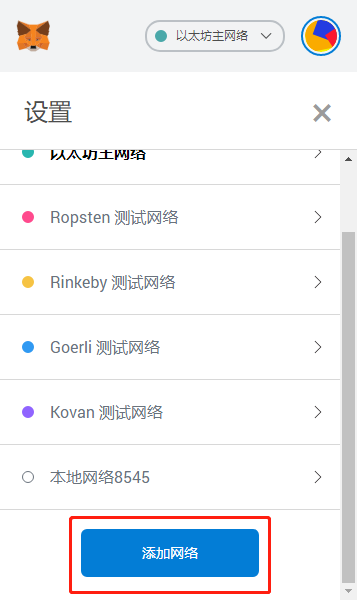 以太坊主网络
设置
以太坊主网络
Ropsten 测试网络
Rinkeby 测试网络
Goerli 测试网络
Kovan 测试网络
本地网络8545
添加网络